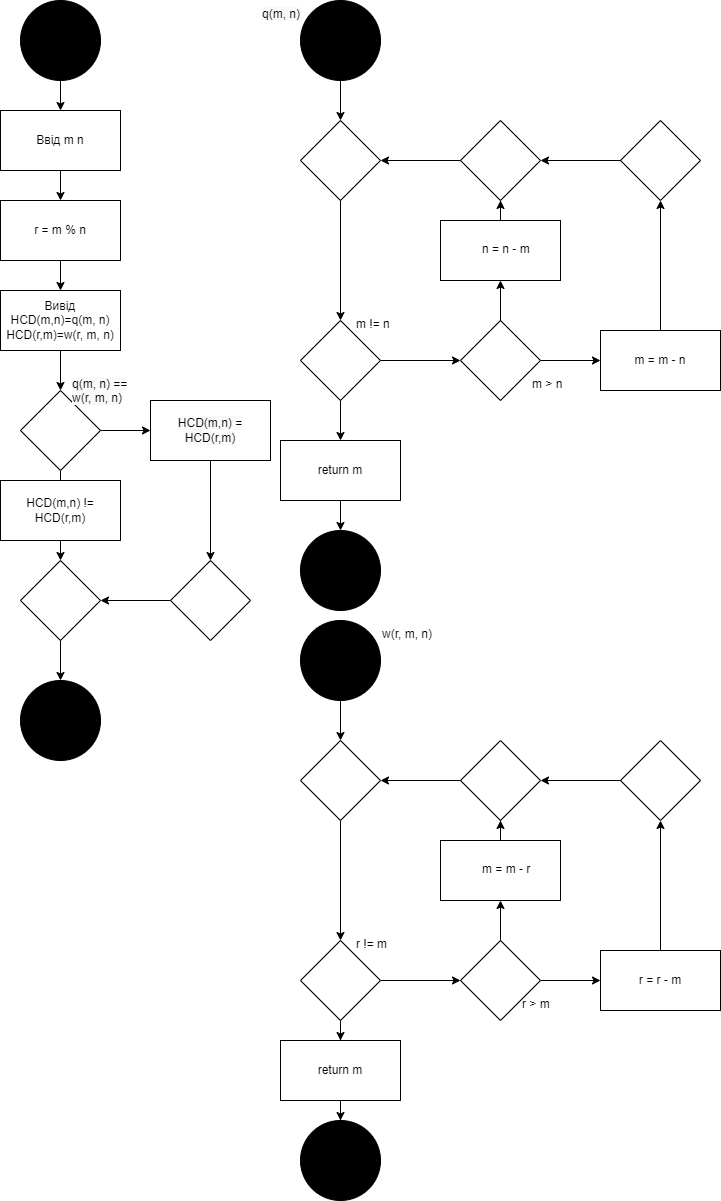 Ввід m n
r = m % n
Вивід
HCD(m,n)=q(m, n)
HCD(r,m)=w(r, m, n)
q(m, n) ==
w(r, m, n)
HCD(m,n) =
HCD(r,m)
HCD(m,n) !=
HCD(r,m)
q(m, n)
n = n - m
m != n
m > n
m = m - n
return m
w(r, m, n)
m = m - r
r != m
r > m
r = r - m
return m